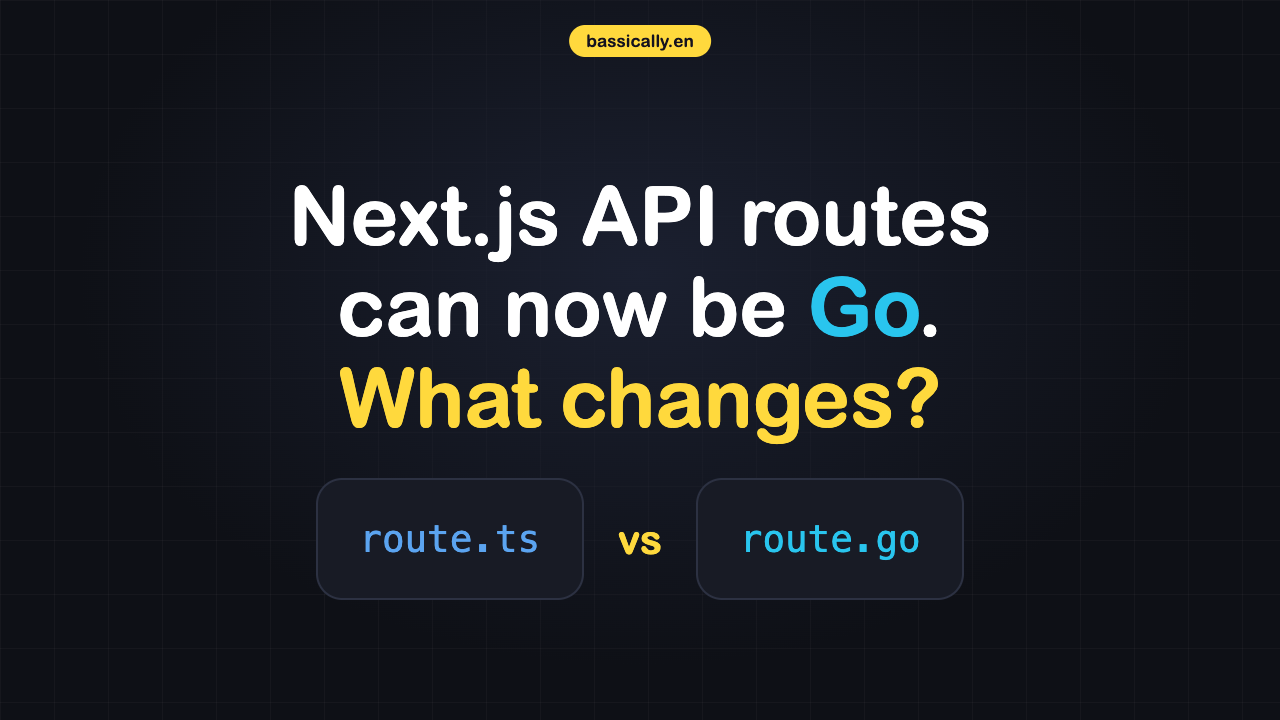 bassically.en
Next.js API routes
can now be Go.
What changes?
route.ts vs route.go